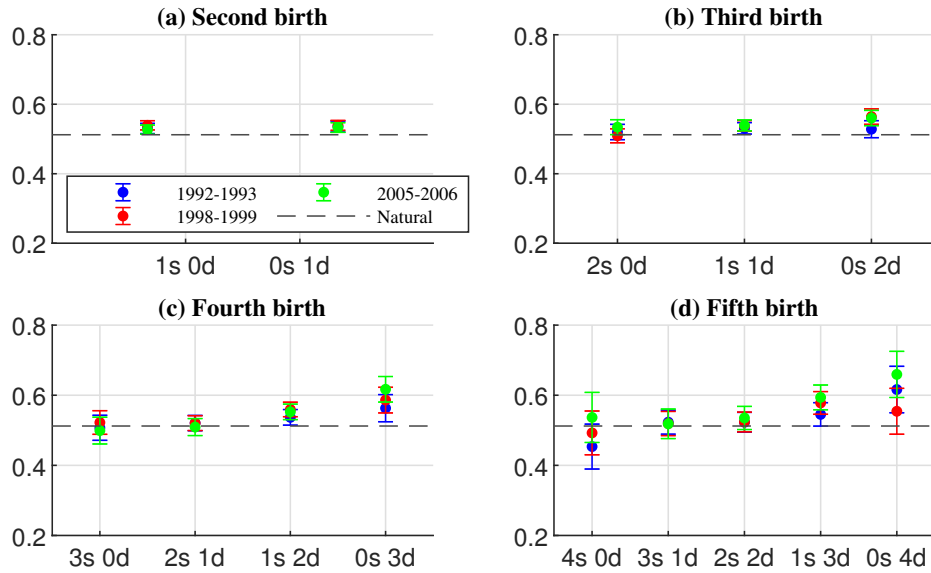 (a) Second birth
0.8
0.6
0.4
0.2
1992-1993
2005-2006
1998-1999
Natural
1s 0d
0s 1d
(b) Third birth
0.8
0.6
0.4
0.2
2s 0d
1s 1d
0s 2d
(c) Fourth birth
0.8
0.6
0.4
0.2
3s 0d
2s 1d
1s 2d
0s 3d
(d) Fifth birth
0.8
0.6
0.4
0.2
4s 0d
3s 1d
2s 2d
1s 3d
0s 4d